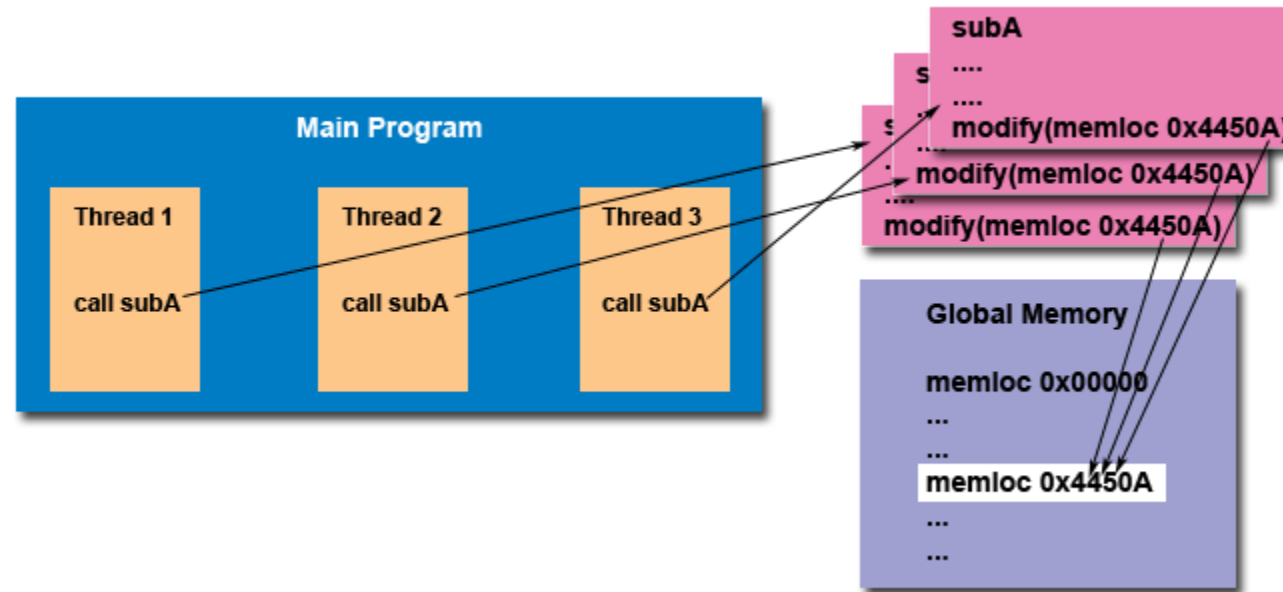 Main Program
Thread 1
call subA
Thread 2
call subA
Thread 3
call subA
subA
....
....
modify(memloc 0x4450A)
s
..
....
modify(memloc 0x4450A)
s
..
....
modify(memloc 0x4450A)
Global Memory
memloc 0x00000
...
...
memloc 0x4450A
...
...